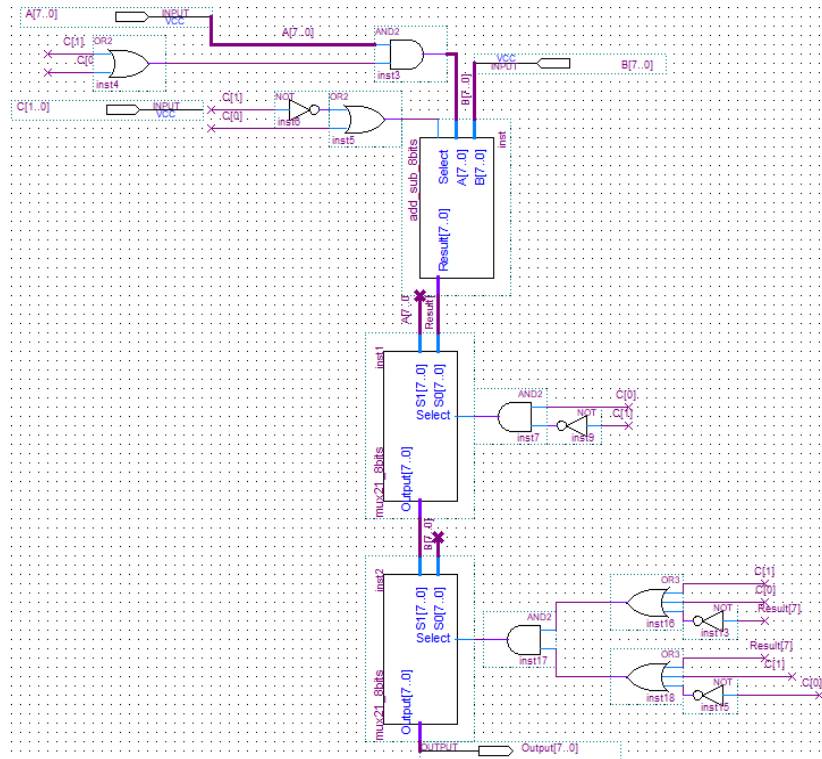 A[7..0]
INPUT
VCC
A[7..0]
AND2
inst3
C[1]
OR2
C[0
inst4
VCC
INPUT
B[7..0]
B[7..0]
C[1..0]
INPUT
VCC
C[1]
NOT
inst6
OR2
C[0]
inst5
inst
add_sub_8bits
Select
A[7..0]
B[7..0]
Result[7..0]
A[7..0
Result[
inst1
S1[7..0]
S0[7..0]
Select
mux21_8bits
Output[7..0]
AND2
C[0]
NOT
C[1]
inst7
inst9
B[7..0]
inst2
S1[7..0]
S0[7..0]
Select
mux21_8bits
Output[7..0]
AND2
inst17
OR3
C[1]
C[0]
NOT
Result[7]
inst16
inst13
OR3
Result[7]
C[1]
NOT
C[0]
inst18
inst15
OUTPUT
Output[7..0]